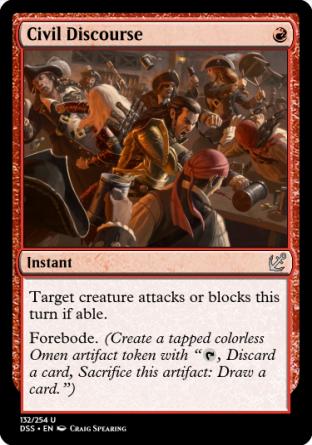 Civil Discourse
Instant
Target creature attacks or blocks this
turn if able.
Forebode. (Create a tapped colorless
Omen artifact token with “, Discard
a card, Sacrifice this artifact: Draw a
card.”)
132/254 U
DSS • EN CRAIG SPEARING